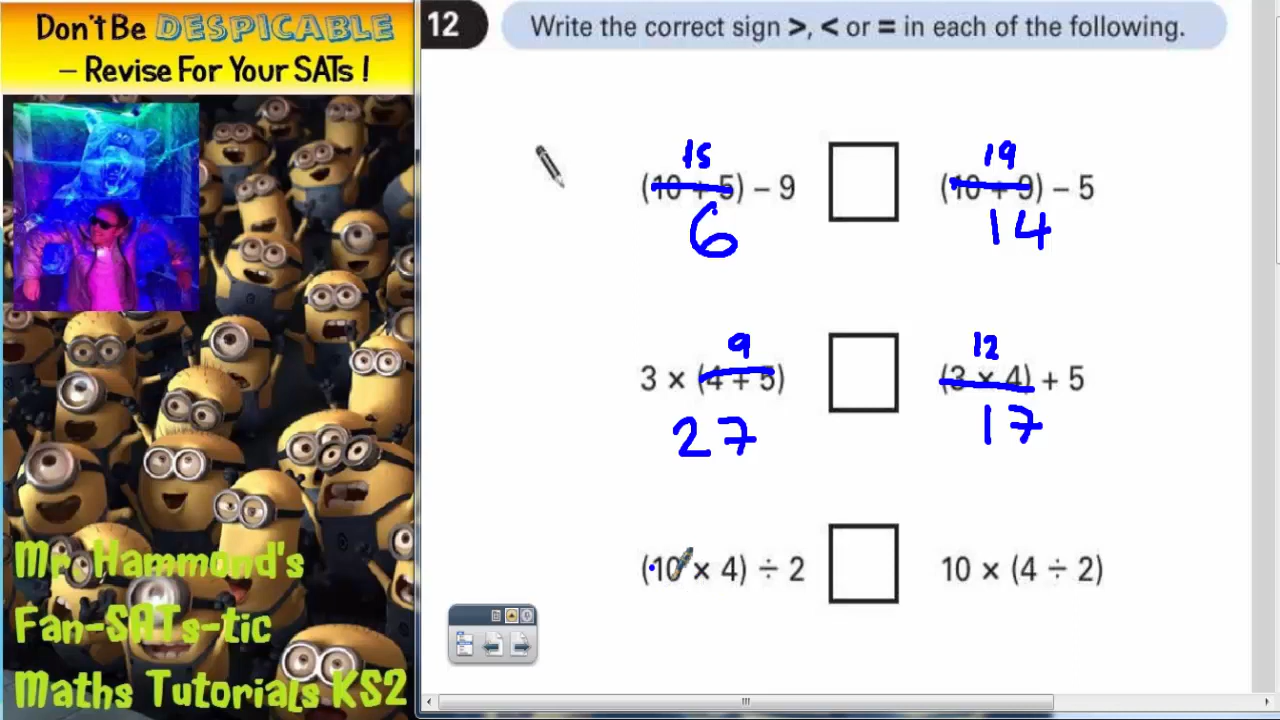 Don't Be DESPICABLE
– Revise For Your SATs !
12
Write the correct sign >, < or = in each of the following.
15
19
(10 + 5) – 9
(10 + 9) – 5
6
14
9
12
3 × (4 + 5)
(3 × 4) + 5
27
17
(10 × 4) ÷ 2
10 × (4 ÷ 2)
Mr Hammond's
Fan-SATs-tic
Maths Tutorials KS2